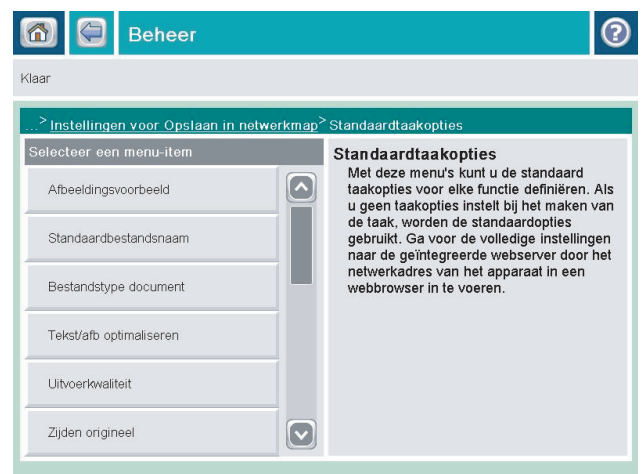 Beheer
?
Klaar
...> Instellingen voor Opslaan in netwerkmap> Standaardtaakopties
Selecteer een menu-item
Afbeeldingsvoorbeeld
Standaardbestandsnaam
Bestandstype document
Tekst/afb optimaliseren
Uitvoerkwaliteit
Zijden origineel
Standaardtaakopties
Met deze menu's kunt u de standaard
taakopties voor elke functie definiëren. Als
u geen taakopties instelt bij het maken van
de taak, worden de standaardopties
gebruikt. Ga voor de volledige instellingen
naar de geïntegreerde webserver door het
netwerkadres van het apparaat in een
webbrowser in te voeren.